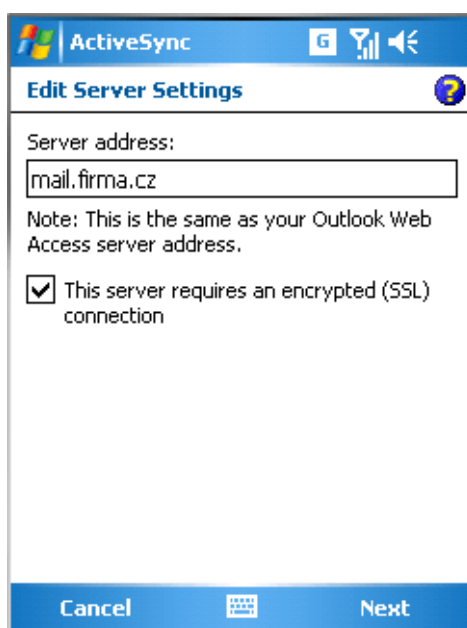 ActiveSync
G
Edit Server Settings
?
Server address:
mail.firma.cz
Note: This is the same as your Outlook Web
Access server address.
This server requires an encrypted (SSL)
connection
Cancel
Next